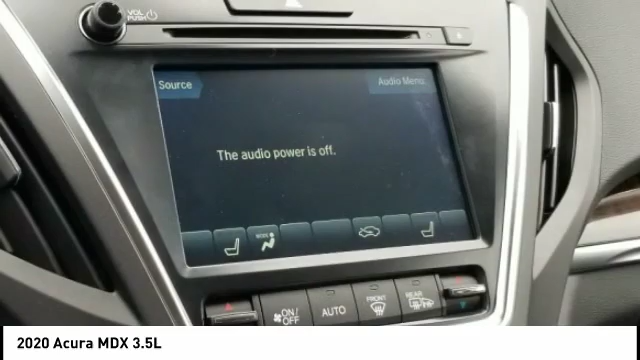 VOL
PUSH
Source
Audio Menu
The audio power is off.
MODE
ON/
OFF
AUTO
FRONT
REAR
2020 Acura MDX 3.5L